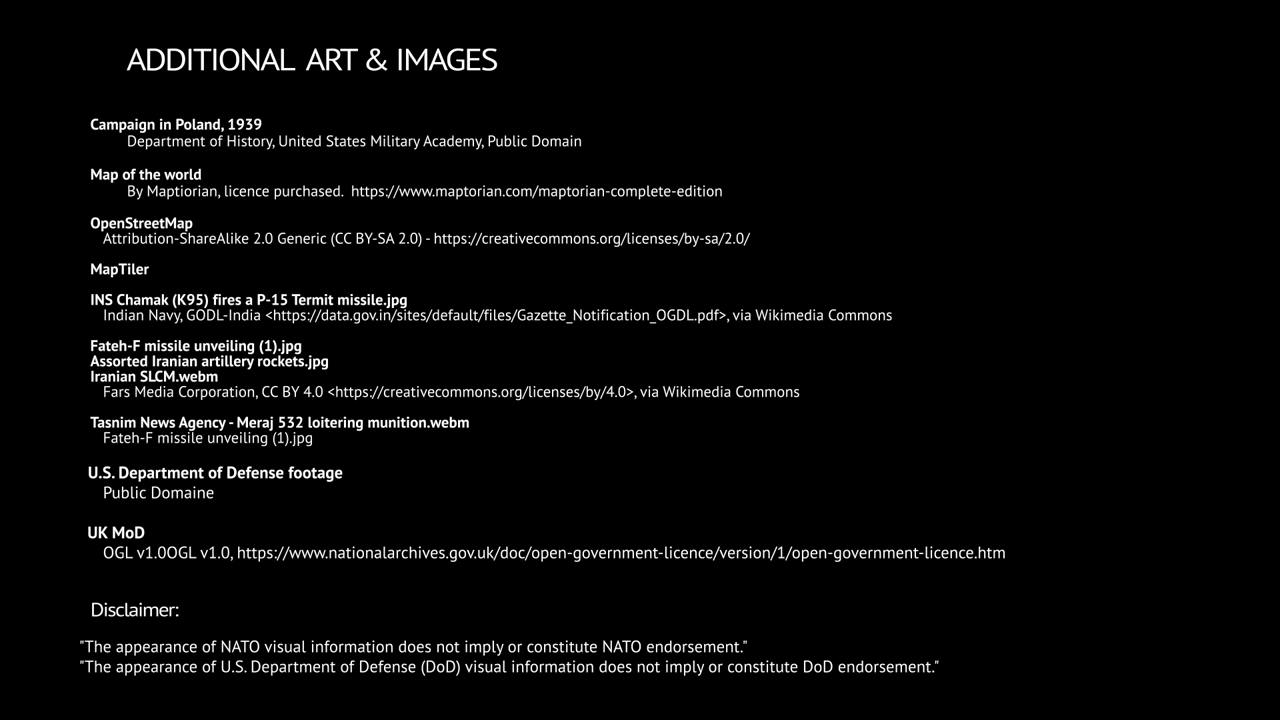 ADDITIONAL ART & IMAGES
Campaign in Poland, 1939
Department of History, United States Military Academy, Public Domain
Map of the world
By Maptiorian, licence purchased. https://www.maptorian.com/maptorian-complete-edition
OpenStreetMap
Attribution-ShareAlike 2.0 Generic (CC BY-SA 2.0) - https://creativecommons.org/licenses/by-sa/2.0/
MapTiler
INS Chamak (K95) fires a P-15 Termit missile.jpg
Indian Navy, GODL-India <https://data.gov.in/sites/default/files/Gazette_Notification_OGDL.pdf>, via Wikimedia Commons
Fateh-F missile unveiling (1).jpg
Assorted Iranian artillery rockets.jpg
Iranian SLCM.webm
Fars Media Corporation, CC BY 4.0 <https://creativecommons.org/licenses/by/4.0>, via Wikimedia Commons
Tasnim News Agency - Meraj 532 loitering munition.webm
Fateh-F missile unveiling (1).jpg
U.S. Department of Defense footage
Public Domaine
UK MoD
OGL v1.0OGL v1.0, https://www.nationalarchives.gov.uk/doc/open-government-licence/version/1/open-government-licence.htm
Disclaimer:
"The appearance of NATO visual information does not imply or constitute NATO endorsement."
"The appearance of U.S. Department of Defense (DoD) visual information does not imply or constitute DoD endorsement."